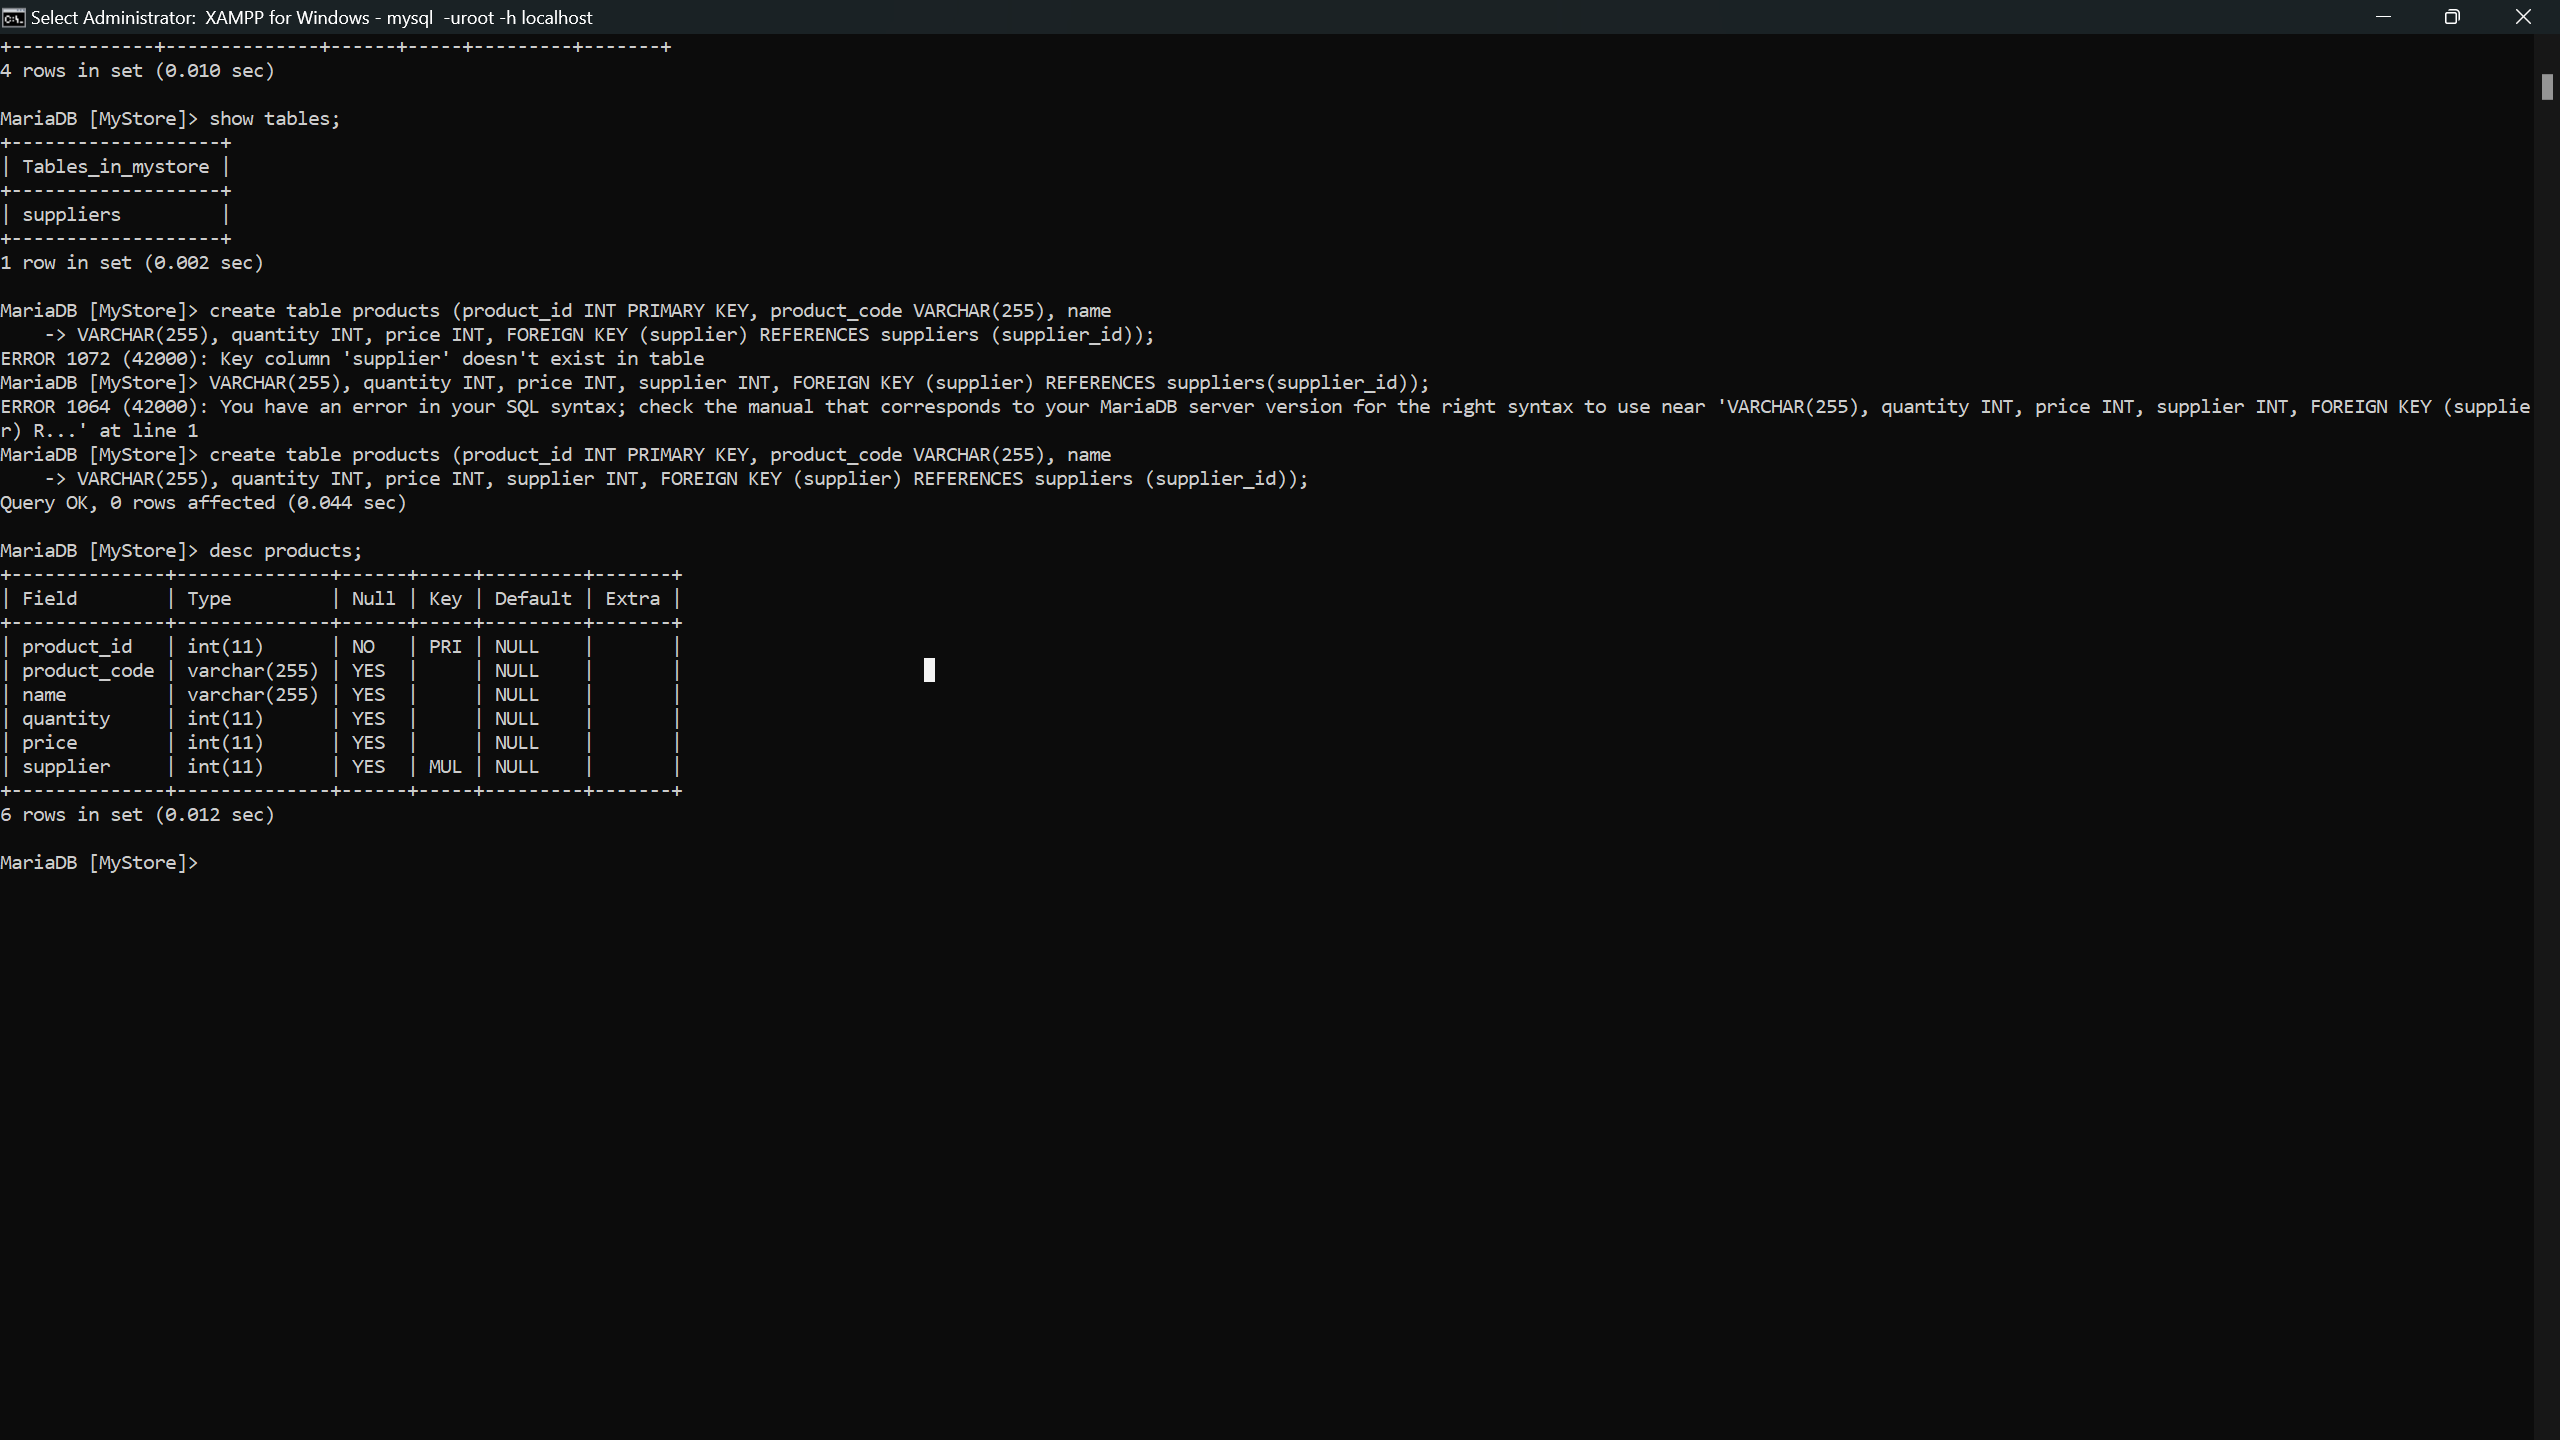 Select Administrator:  XAMPP for Windows - mysql  -uroot -h localhost
+-------------+--------------+------+-----+---------+-------+
4 rows in set (0.010 sec)
MariaDB [MyStore]> show tables;
+-------------------+
| Tables_in_mystore |
+-------------------+
| suppliers         |
+-------------------+
1 row in set (0.002 sec)
MariaDB [MyStore]> create table products (product_id INT PRIMARY KEY, product_code VARCHAR(255), name
    -> VARCHAR(255), quantity INT, price INT, FOREIGN KEY (supplier) REFERENCES suppliers (supplier_id));
ERROR 1072 (42000): Key column 'supplier' doesn't exist in table
MariaDB [MyStore]> VARCHAR(255), quantity INT, price INT, supplier INT, FOREIGN KEY (supplier) REFERENCES suppliers(supplier_id));
ERROR 1064 (42000): You have an error in your SQL syntax; check the manual that corresponds to your MariaDB server version for the right syntax to use near 'VARCHAR(255), quantity INT, price INT, supplier INT, FOREIGN KEY (supplie
r) R...' at line 1
MariaDB [MyStore]> create table products (product_id INT PRIMARY KEY, product_code VARCHAR(255), name
    -> VARCHAR(255), quantity INT, price INT, supplier INT, FOREIGN KEY (supplier) REFERENCES suppliers (supplier_id));
Query OK, 0 rows affected (0.044 sec)
MariaDB [MyStore]> desc products;
+--------------+--------------+------+-----+---------+-------+
| Field        | Type         | Null | Key | Default | Extra |
+--------------+--------------+------+-----+---------+-------+
| product_id   | int(11)      | NO   | PRI | NULL    |       |
| product_code | varchar(255) | YES  |     | NULL    |       |
| name         | varchar(255) | YES  |     | NULL    |       |
| quantity     | int(11)      | YES  |     | NULL    |       |
| price        | int(11)      | YES  |     | NULL    |       |
| supplier     | int(11)      | YES  | MUL | NULL    |       |
+--------------+--------------+------+-----+---------+-------+
6 rows in set (0.012 sec)
MariaDB [MyStore]>